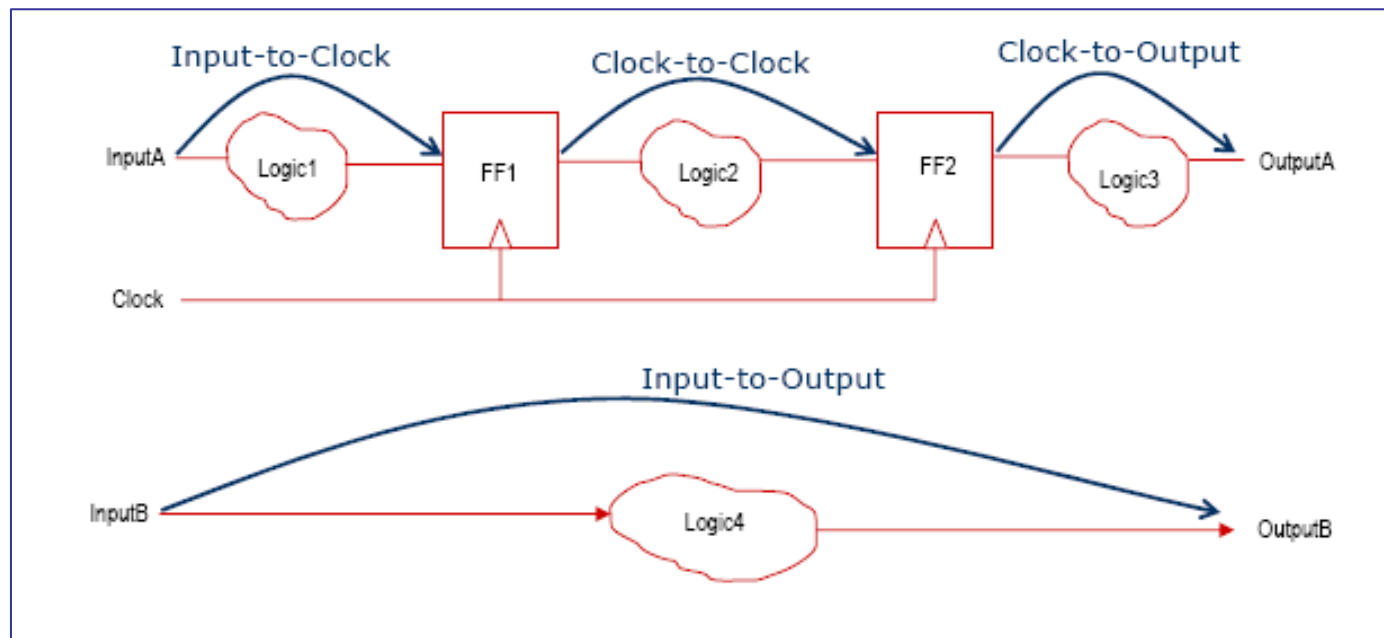 Input-to-Clock
Clock-to-Clock
Clock-to-Output
InputA
Logic1
FF1
Logic2
FF2
Logic3
OutputA
Clock
Input-to-Output
InputB
Logic4
OutputB